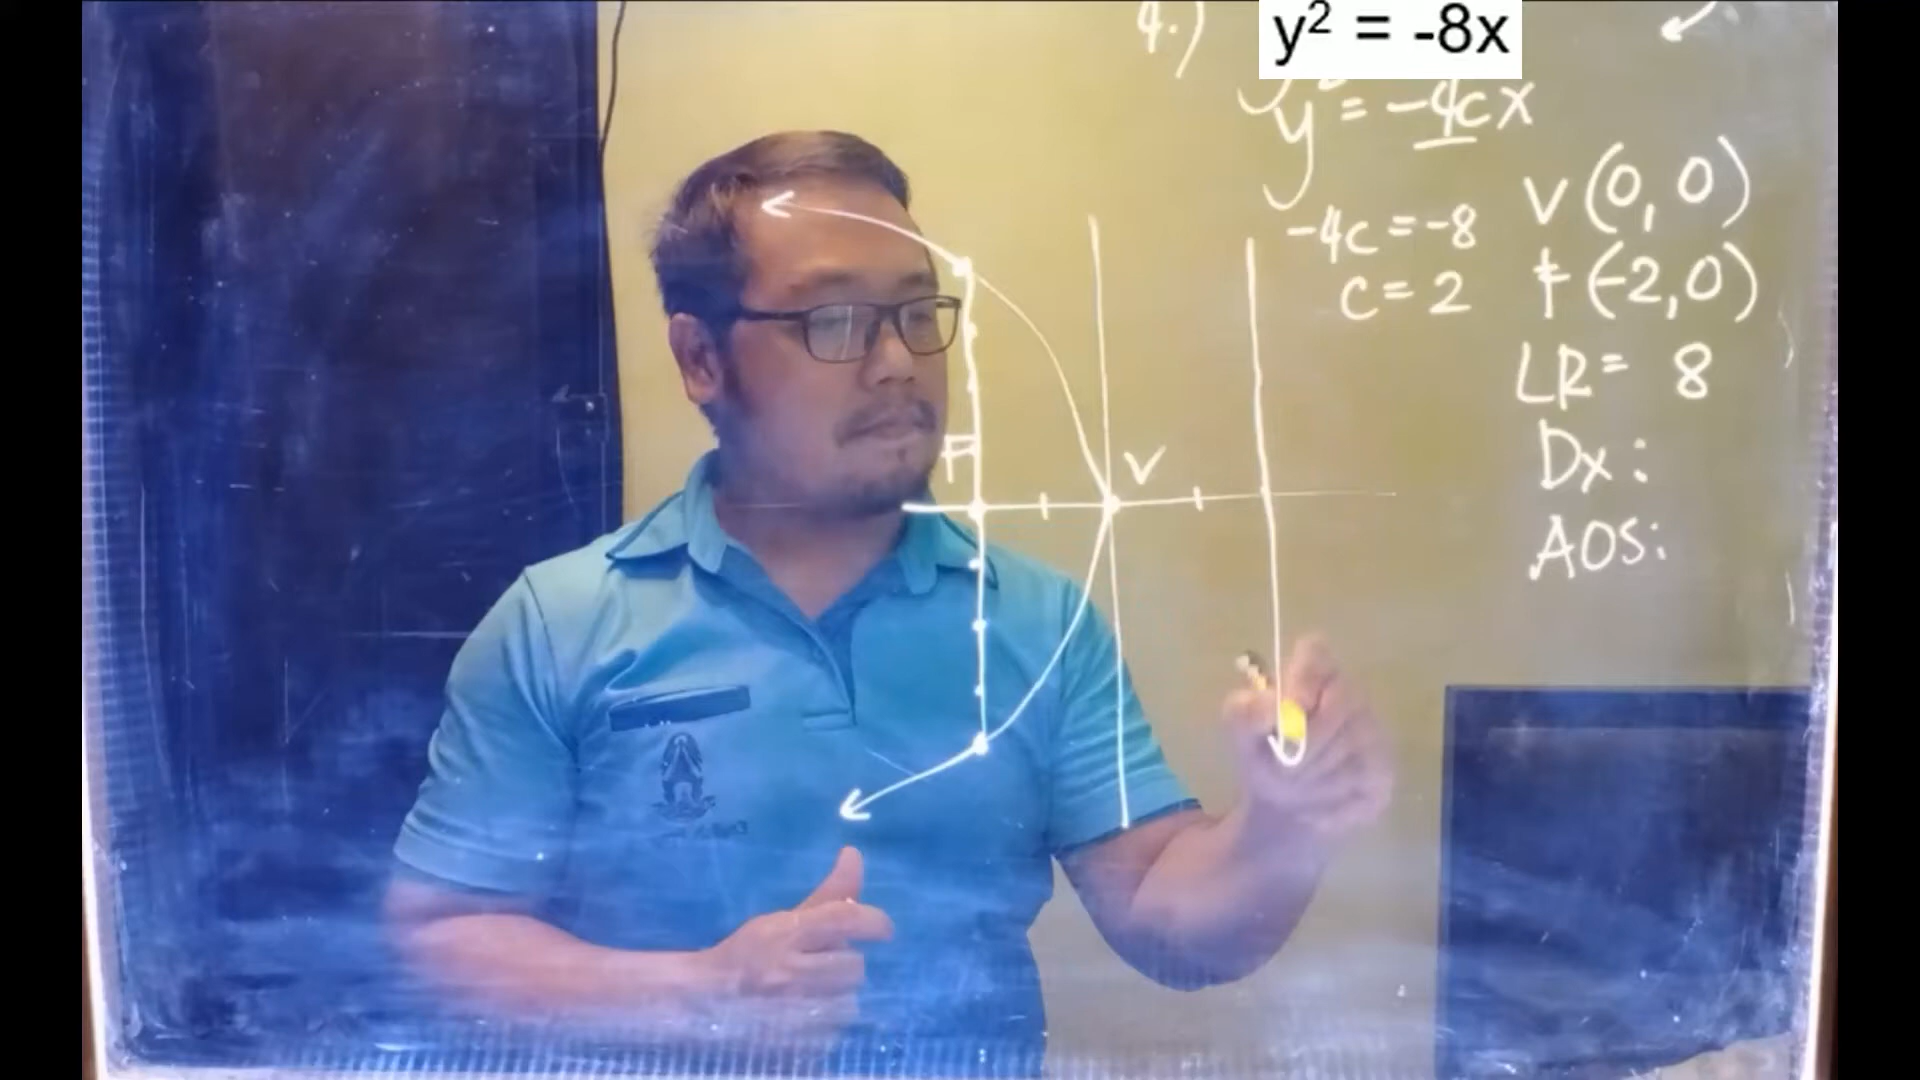 4.)
y² = -8x
y² = -4cx
-4c = -8
c = 2
V (0, 0)
F (-2, 0)
LR = 8
Dx :
AOS:
F
V